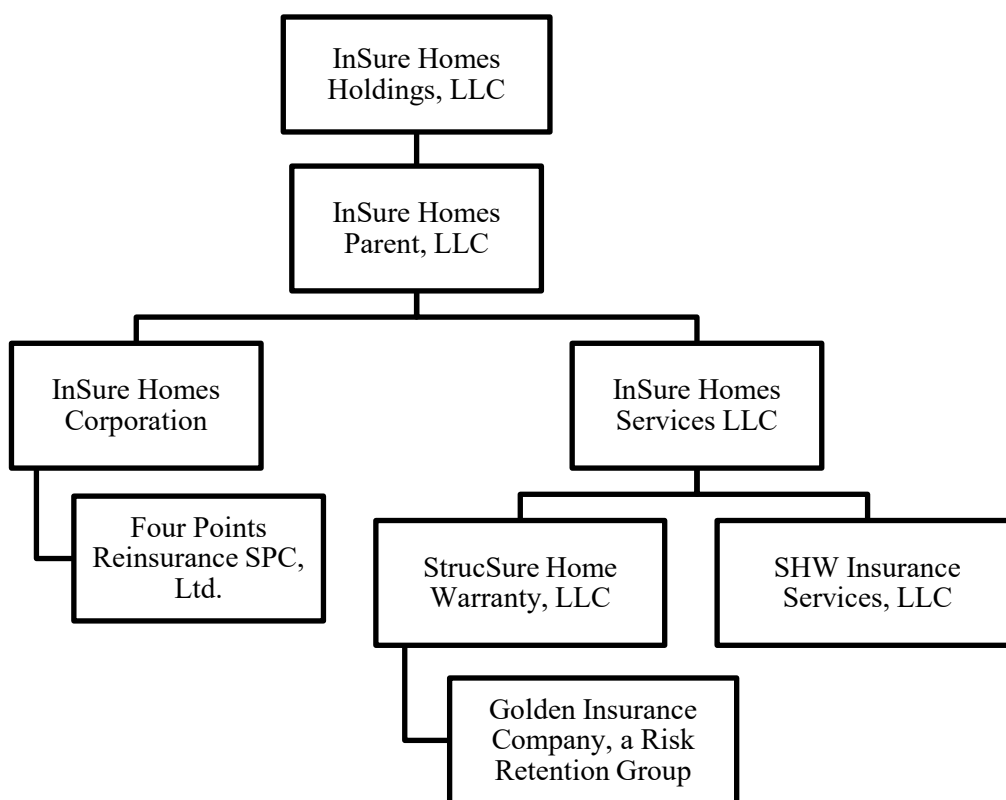 InSure Homes
Holdings, LLC
InSure Homes
Parent, LLC
InSure Homes
Corporation
InSure Homes
Services LLC
Four Points
Reinsurance SPC,
Ltd.
StrucSure Home
Warranty, LLC
SHW Insurance
Services, LLC
Golden Insurance
Company, a Risk
Retention Group